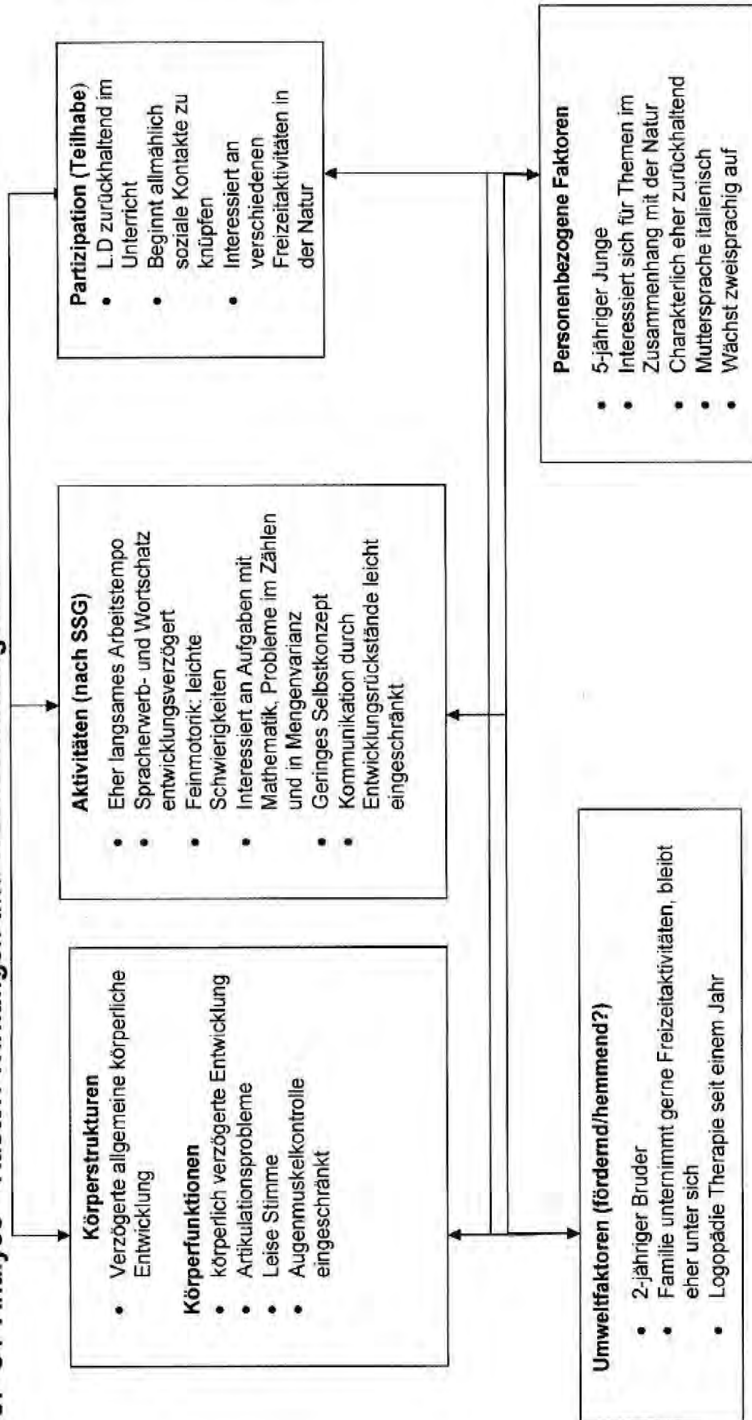 Körperstrukturen
• Verzögerte allgemeine körperliche
Entwicklung
Körperfunktionen
• körperlich verzögerte Entwicklung
• Artikulationsprobleme
• Leise Stimme
• Augenmuskelkontrolle
eingeschränkt
Aktivitäten (nach SSG)
• Eher langsames Arbeitstempo
• Spracherwerb- und Wortschatz
entwicklungsverzögert
• Feinmotorik: leichte
Schwierigkeiten
• Interessiert an Aufgaben mit
Mathematik, Probleme im Zählen
und in Mengenvarianz
• Geringes Selbstkonzept
• Kommunikation durch
Entwicklungsrückstände leicht
eingeschränkt
Partizipation (Teilhabe)
• L.D zurückhaltend im
Unterricht
• Beginnt allmählich
soziale Kontakte zu
knüpfen
• Interessiert an
verschiedenen
Freizeitaktivitäten in
der Natur
Umweltfaktoren (fördernd/hemmend?)
• 2-jähriger Bruder
• Familie unternimmt gerne Freizeitaktivitäten, bleibt
eher unter sich
• Logopädie Therapie seit einem Jahr
Personenbezogene Faktoren
• 5-jähriger Junge
• Interessiert sich für Themen im
Zusammenhang mit der Natur
• Charakterlich eher zurückhaltend
• Muttersprache italienisch
• Wächst zweisprachig auf